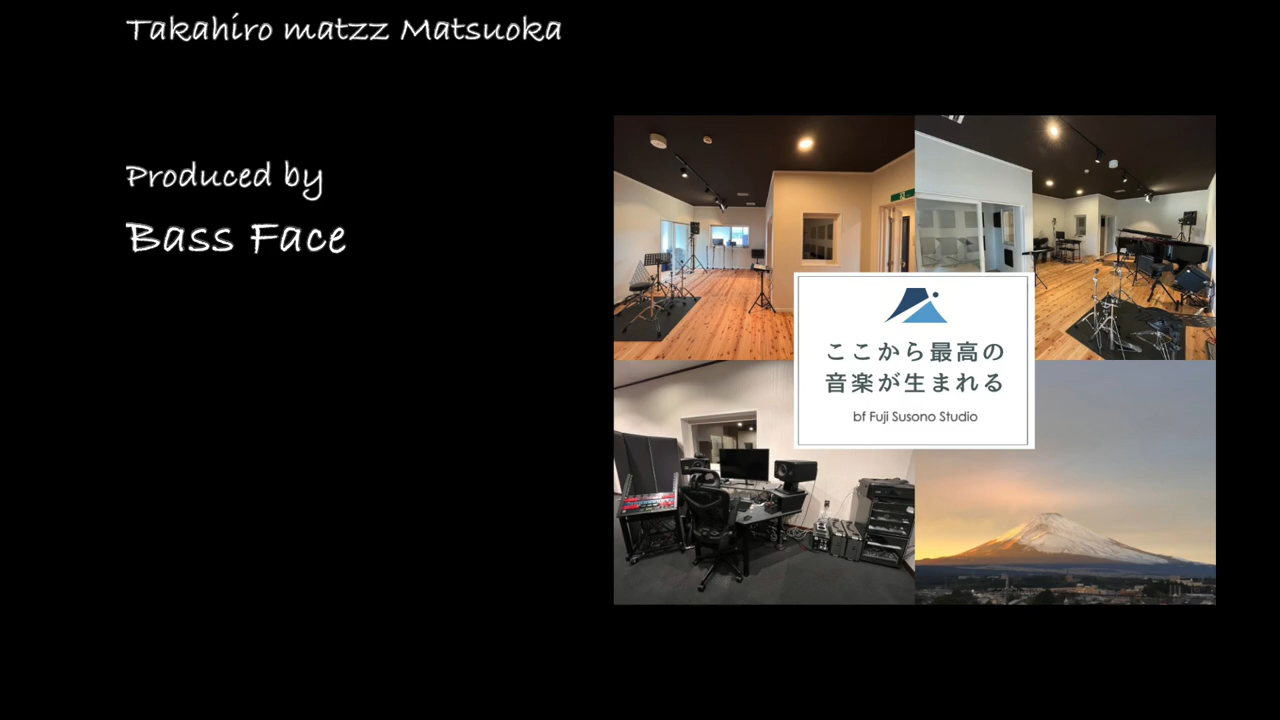 Takahiro matzz Matsuoka
Produced by
Bass Face
ここから最高の
音楽が生まれる
bf Fuji Susono Studio